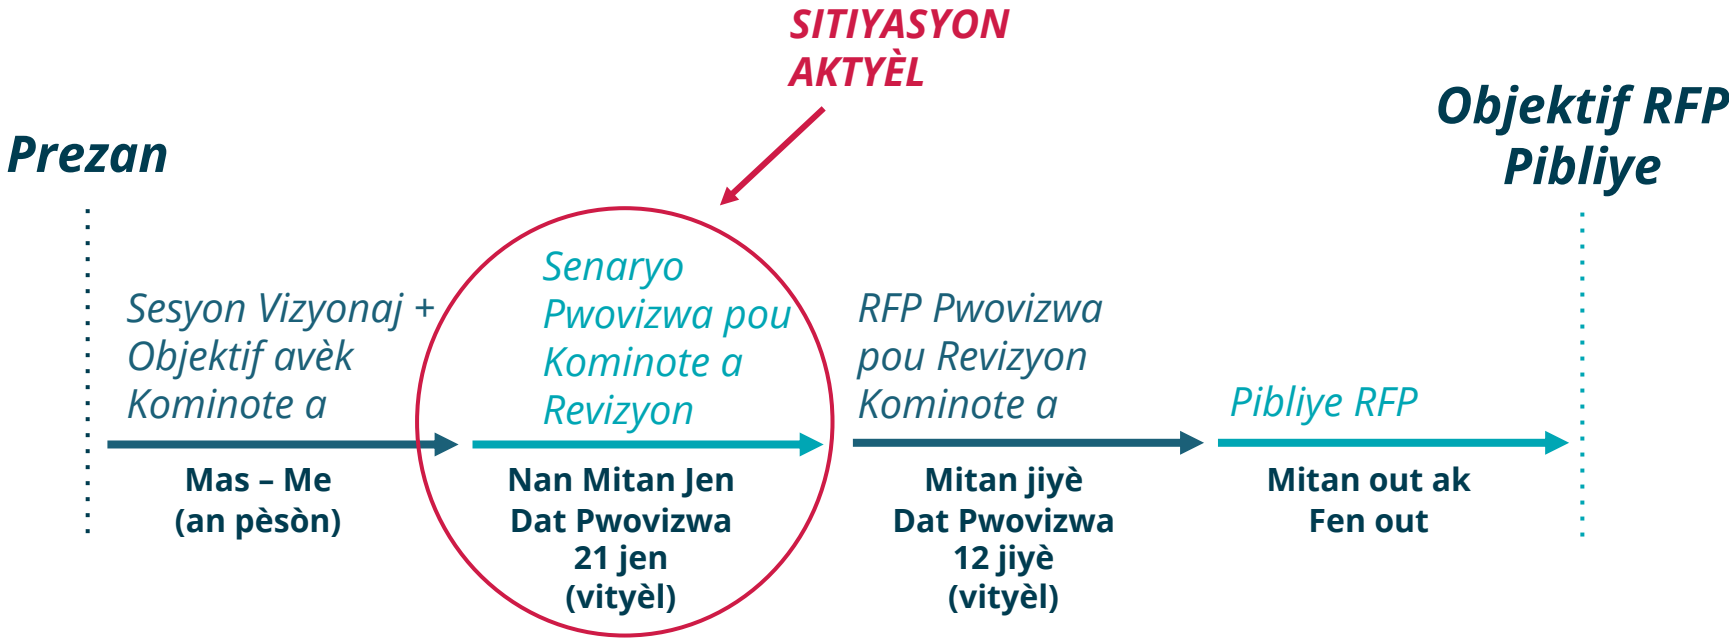 SITIYASYON
AKTYÈL
Objektif RFP
Pibliye
Prezan
Sesyon Vizyonaj +
Objektif avèk
Kominote a
Mas – Me
(an pèsòn)
Senaryo
Pwovizwa pou
Kominote a
Revizyon
Nan Mitan Jen
Dat Pwovizwa
21 jen
(vityèl)
RFP Pwovizwa
pou Revizyon
Kominote a
Mitan jiyè
Dat Pwovizwa
12 jiyè
(vityèl)
Pibliye RFP
Mitan out ak
Fen out